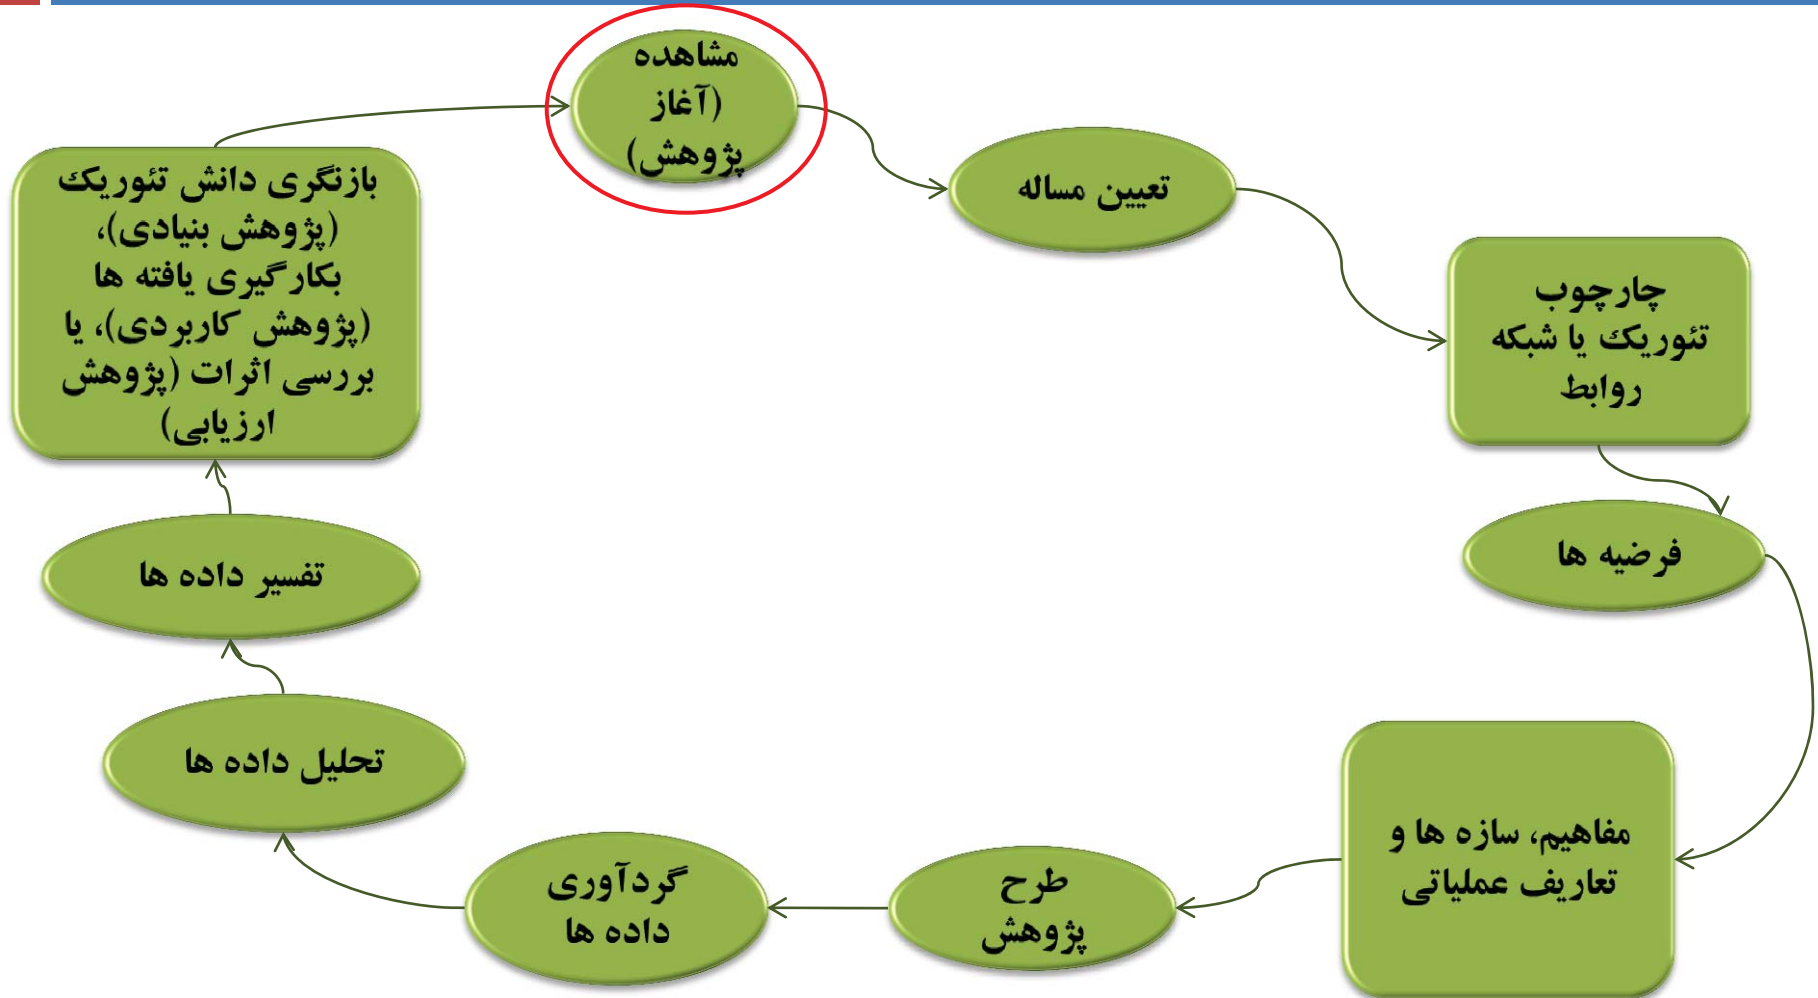 مشاهده
(آغاز
پژوهش)
تعیین مساله
چارچوب
تئوریک یا شبکه
روابط
فرضیه ها
مفاهیم، سازه ها و
تعاریف عملیاتی
طرح
پژوهش
گردآوری
داده ها
تحلیل داده ها
تفسیر داده ها
بازنگری دانش تئوریک
(پژوهش بنیادی)،
بکارگیری یافته ها
(پژوهش کاربردی)، یا
بررسی اثرات (پژوهش
ارزیابی)